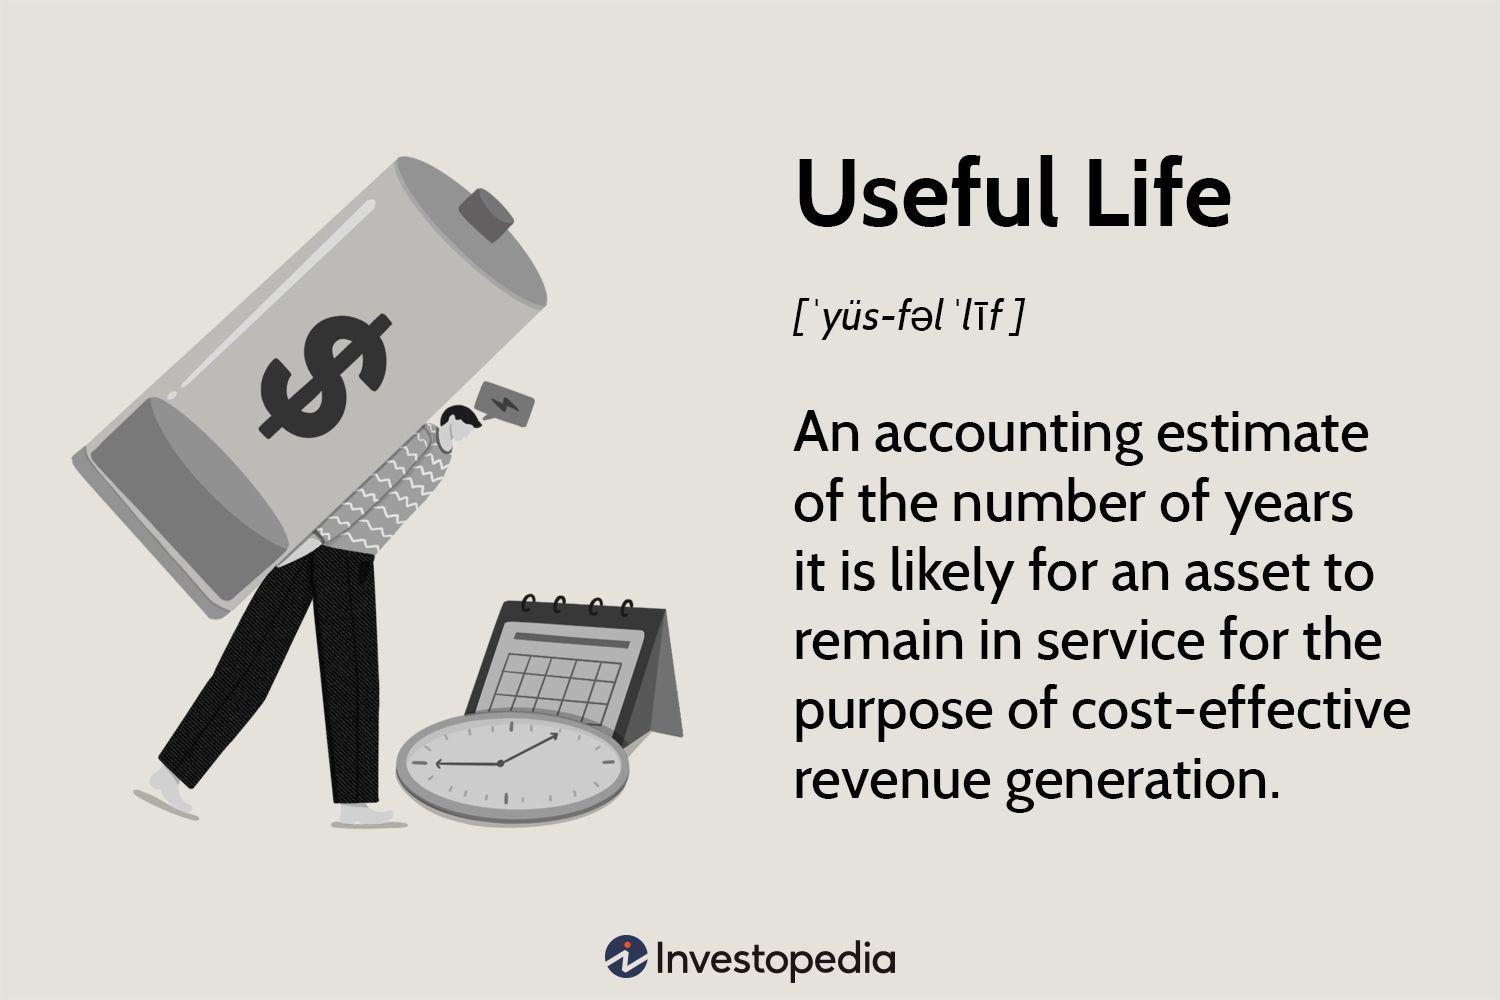 $
Useful Life
[ ˈyüs-fəl ˈlīf ]
An accounting estimate
of the number of years
it is likely for an asset to
remain in service for the
purpose of cost-effective
revenue generation.
Investopedia